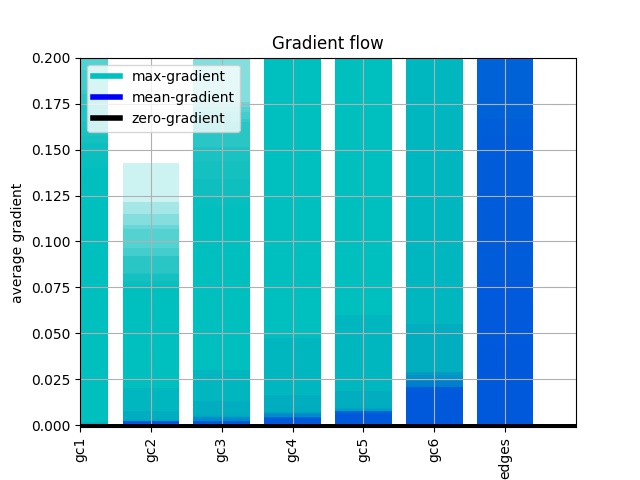 Gradient flow
0.200
0.175
0.150
0.125
0.100
0.075
0.050
0.025
0.000
average gradient
max-gradient
mean-gradient
zero-gradient
gc1
gc2
gc3
gc4
gc5
gc6
edges